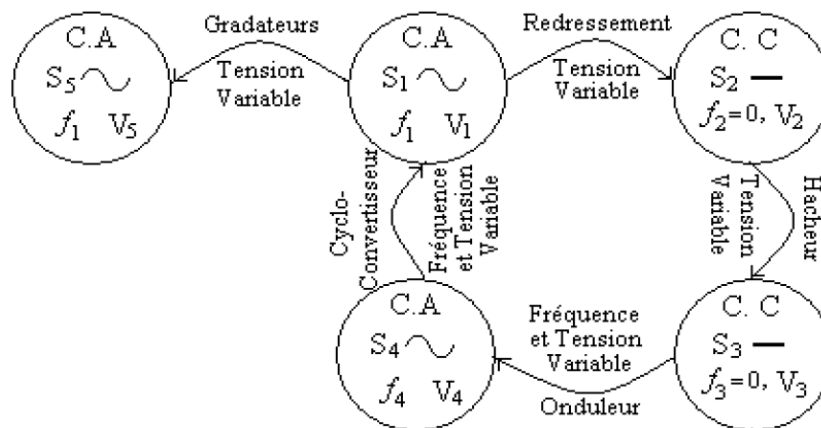 C.A
S5
f1 V5
Gradateurs
Tension
Variable
C.A
S1
f1 V1
Redressement
Tension
Variable
C. C
S2
f2=0, V2
Cyclo-
Convertisseur
Fréquence
et Tension
Variable
Hacheur
Tension
Variable
C.A
S4
f4 V4
Fréquence
et Tension
Variable
Onduleur
C. C
S3
f3=0, V3